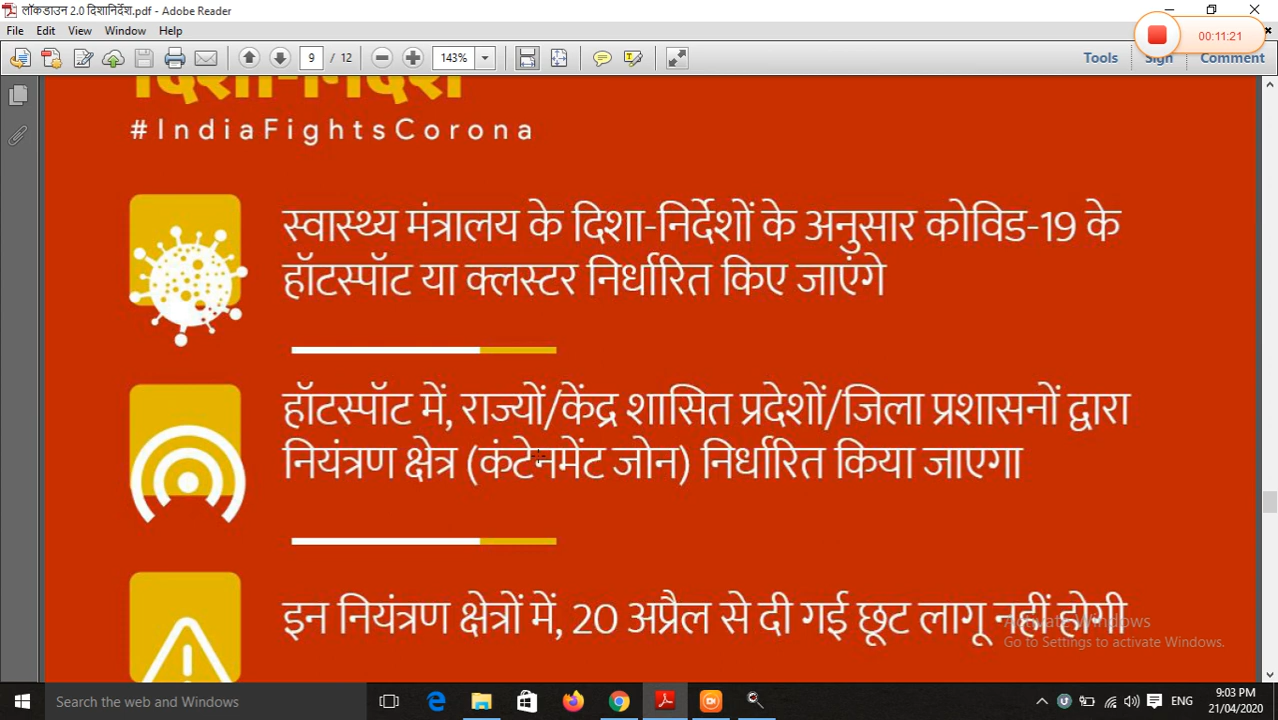 लॉकडाउन 2.0 दिशानिर्देश.pdf - Adobe Reader
File Edit View Window Help
00:11:21
9 / 12 143% Tools Sign Comment
दिशा-निर्देश
#IndiaFightsCorona
स्वास्थ्य मंत्रालय के दिशा-निर्देशों के अनुसार कोविड-19 के
हॉटस्पॉट या क्लस्टर निर्धारित किए जाएंगे
हॉटस्पॉट में, राज्यों/केंद्र शासित प्रदेशों/जिला प्रशासनों द्वारा
नियंत्रण क्षेत्र (कंटेनमेंट जोन) निर्धारित किया जाएगा
इन नियंत्रण क्षेत्रों में, 20 अप्रैल से दी गई छूट लागू नहीं होगी
Activate Windows
Go to Settings to activate Windows.
Search the web and Windows
ENG
9:03 PM
21/04/2020